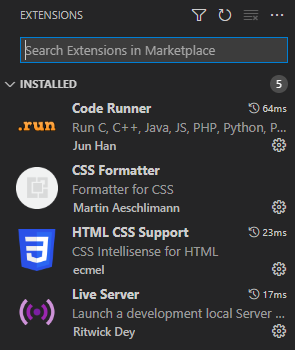 EXTENSIONS
Search Extensions in Marketplace
INSTALLED 5
Code Runner 64ms
.run
Run C, C++, Java, JS, PHP, Python, P...
Jun Han
CSS Formatter
Formatter for CSS
Martin Aeschlimann
HTML CSS Support 23ms
CSS Intellisense for HTML
ecmel
Live Server 17ms
Launch a development local Server ...
Ritwick Dey